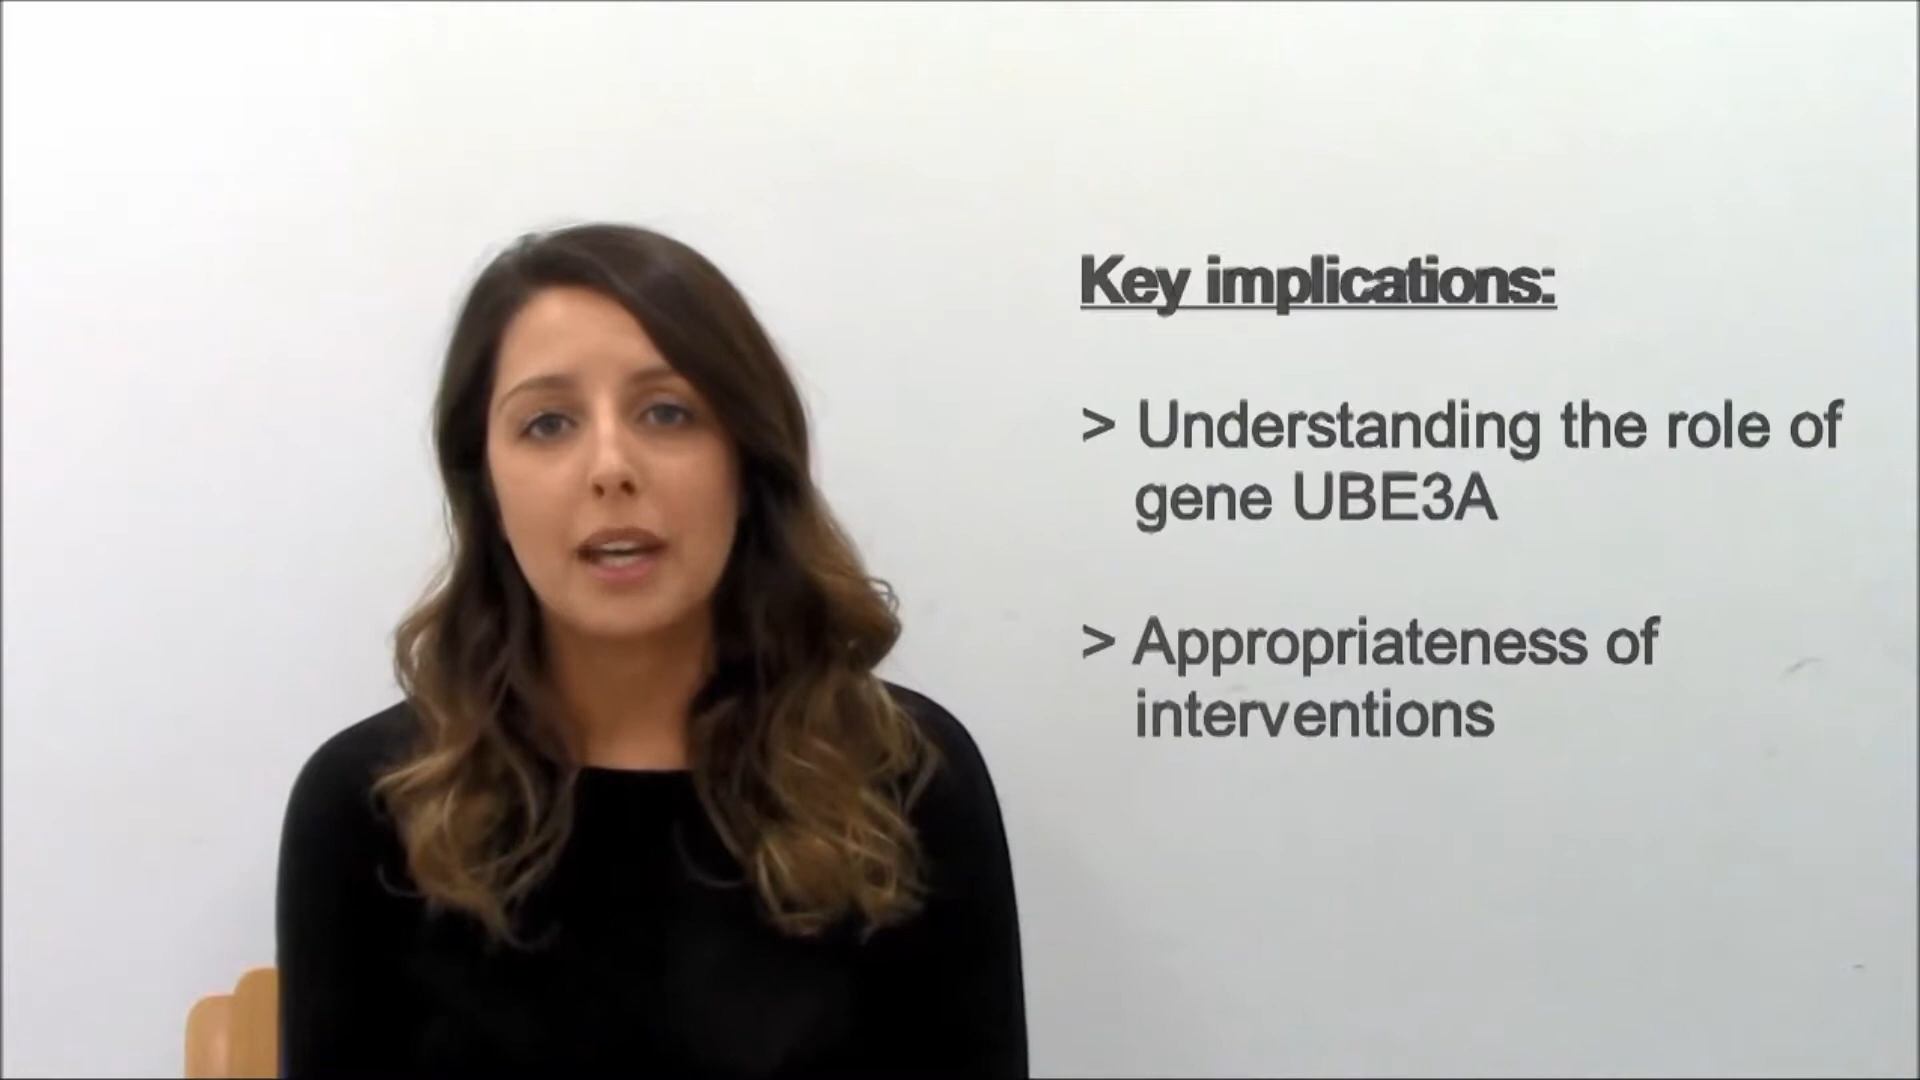 Key implications:
> Understanding the role of
gene UBE3A
> Appropriateness of
interventions